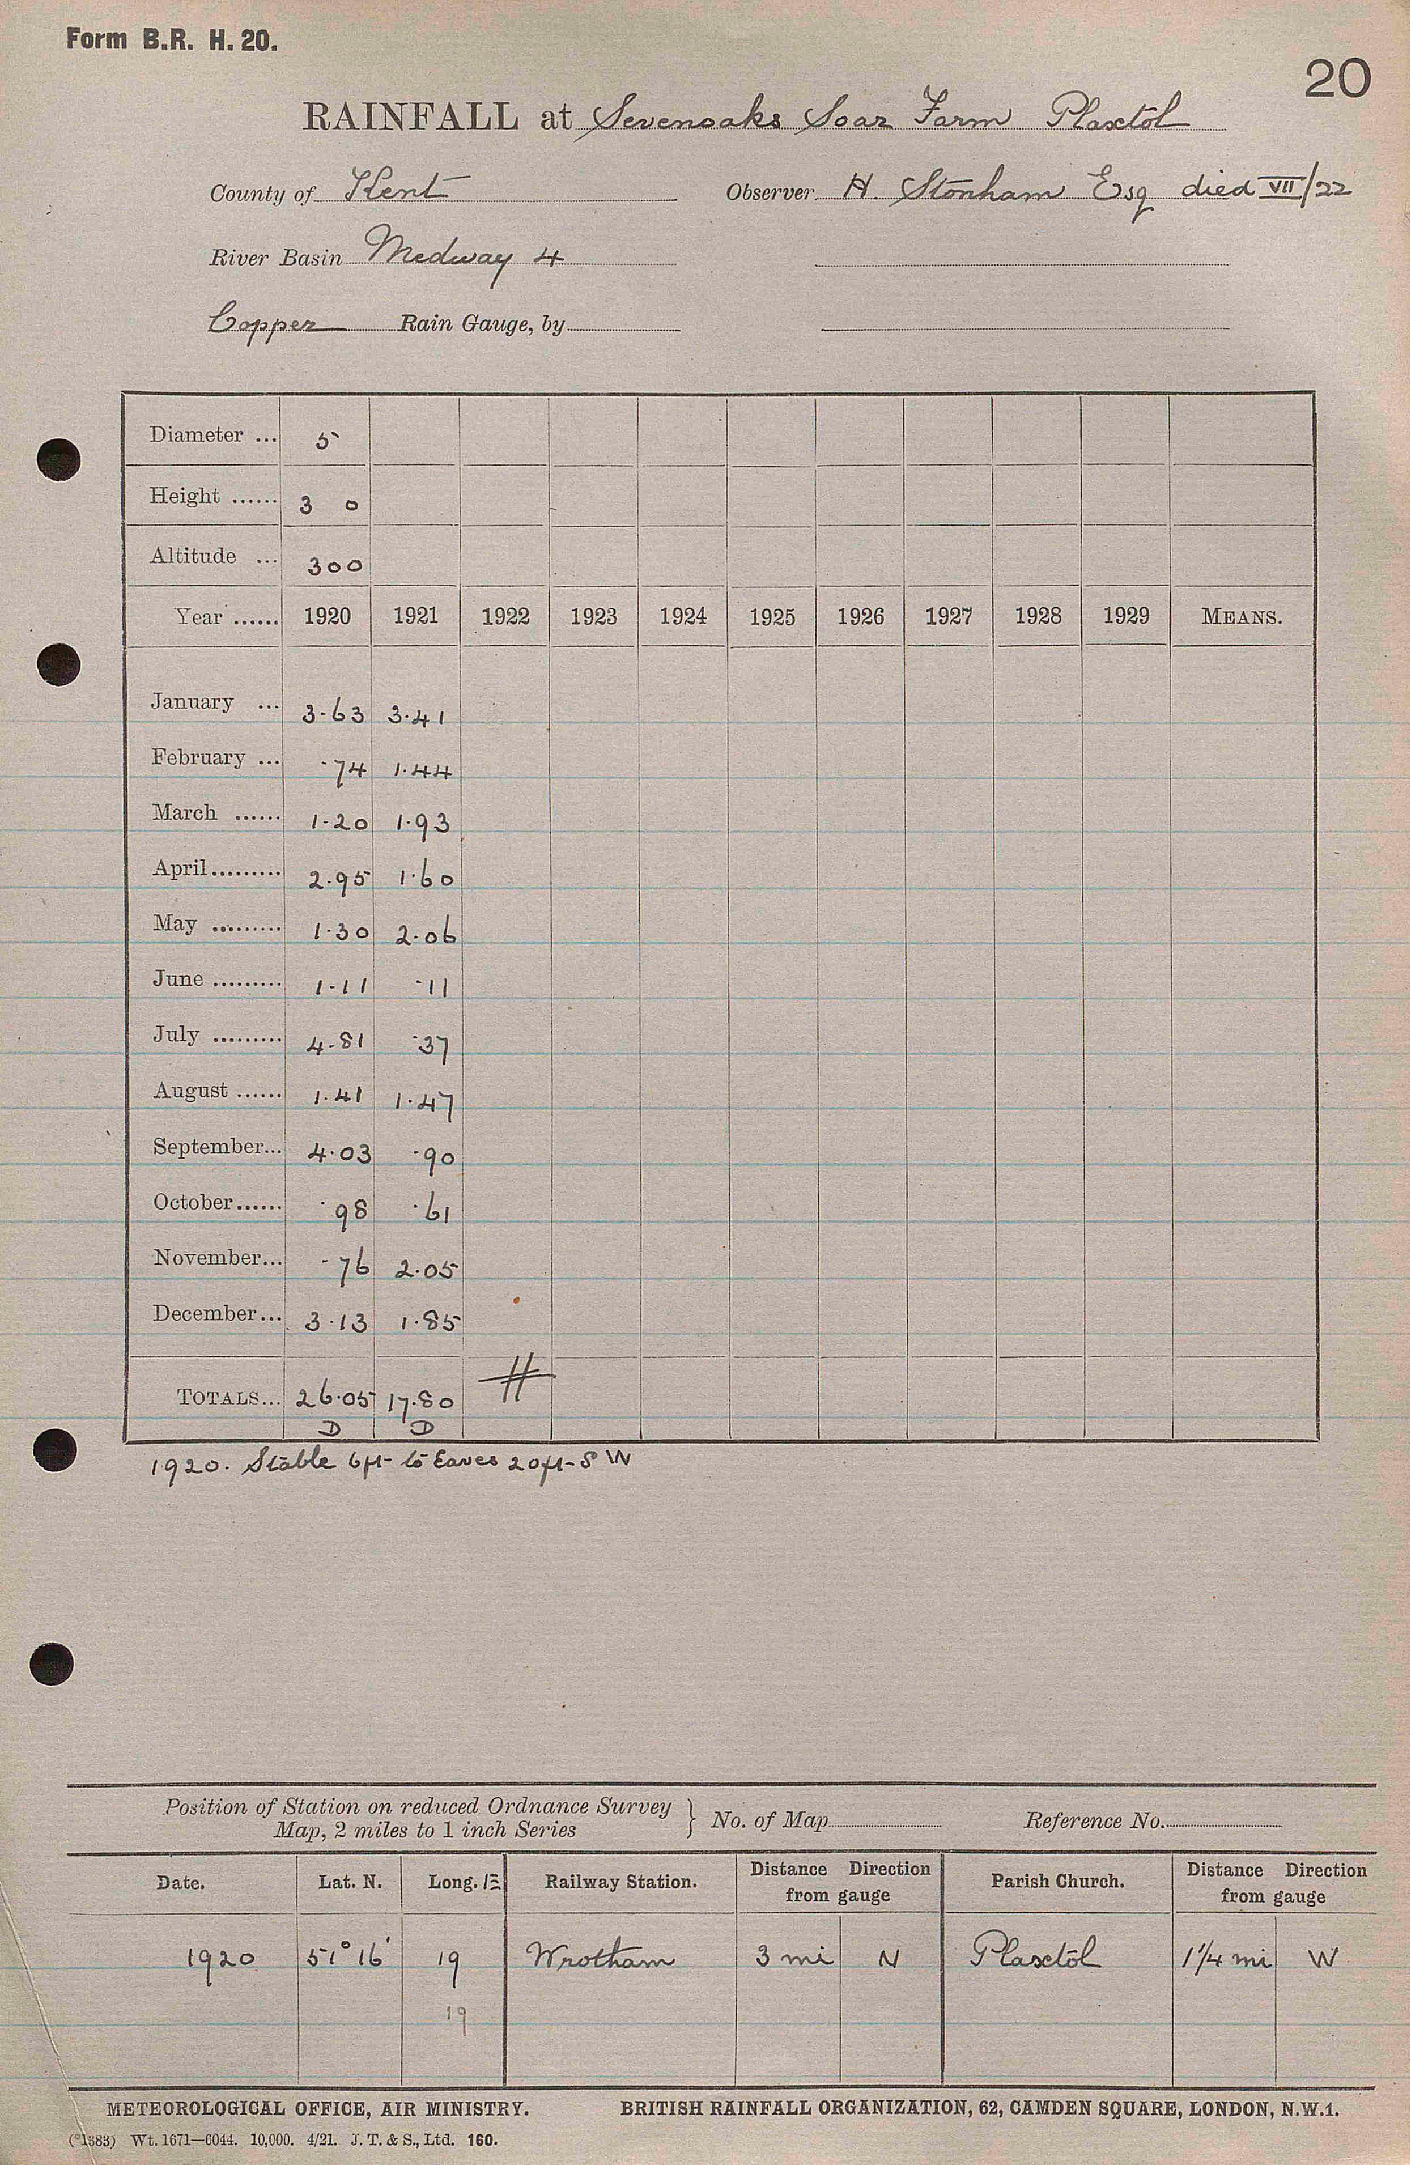 Form B.R. H. 20.
20
RAINFALL at Sevenoaks Soar Farm Plaxtol
County of Kent Observer H. Stonham Esq died VII/22
River Basin Medway 4
Copper Rain Gauge, by
Diameter ... 5
Height ...... 3 0
Altitude ... 300
Year ...... 1920 1921 1922 1923 1924 1925 1926 1927 1928 1929 MEANS.
January ... 3.63 3.41
February ... .74 1.44
March ...... 1.20 1.93
April......... 2.95 1.60
May ......... 1.30 2.06
June ......... 1.11 .11
July ......... 4.81 .37
August ...... 1.41 1.47
September... 4.03 .90
October...... .98 .61
November... .76 2.05
December... 3.13 1.85
TOTALS... 26.05 17.80 #
D D
1920. Stable 6ft to Eaves 20ft S W
Position of Station on reduced Ordnance Survey
Map, 2 miles to 1 inch Series } No. of Map Reference No.
Date. Lat. N. Long. /E Railway Station. Distance Direction from gauge Parish Church. Distance Direction from gauge
1920 51° 16' 19 Wrotham 3 mi N Plaxtol 1 1/4 mi W
19
METEOROLOGICAL OFFICE, AIR MINISTRY. BRITISH RAINFALL ORGANIZATION, 62, CAMDEN SQUARE, LONDON, N.W.1.
Wt. 1671—6044. 10,000. 4/21. J. T. & S., Ltd. 160.